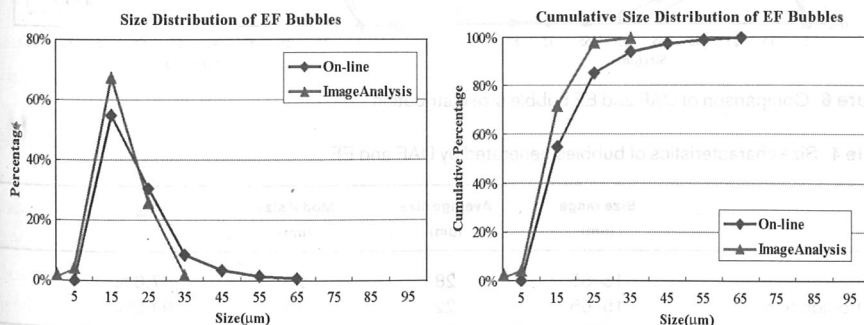 Size Distribution of EF Bubbles
80%
60%
40%
20%
0%
Percentage
On-line
ImageAnalysis
5 15 25 35 45 55 65 75 85 95
Size(μm)
Cumulative Size Distribution of EF Bubbles
100%
80%
60%
40%
20%
0%
Cumulative Percentage
On-line
ImageAnalysis
5 15 25 35 45 55 65 75 85 95
Size(μm)